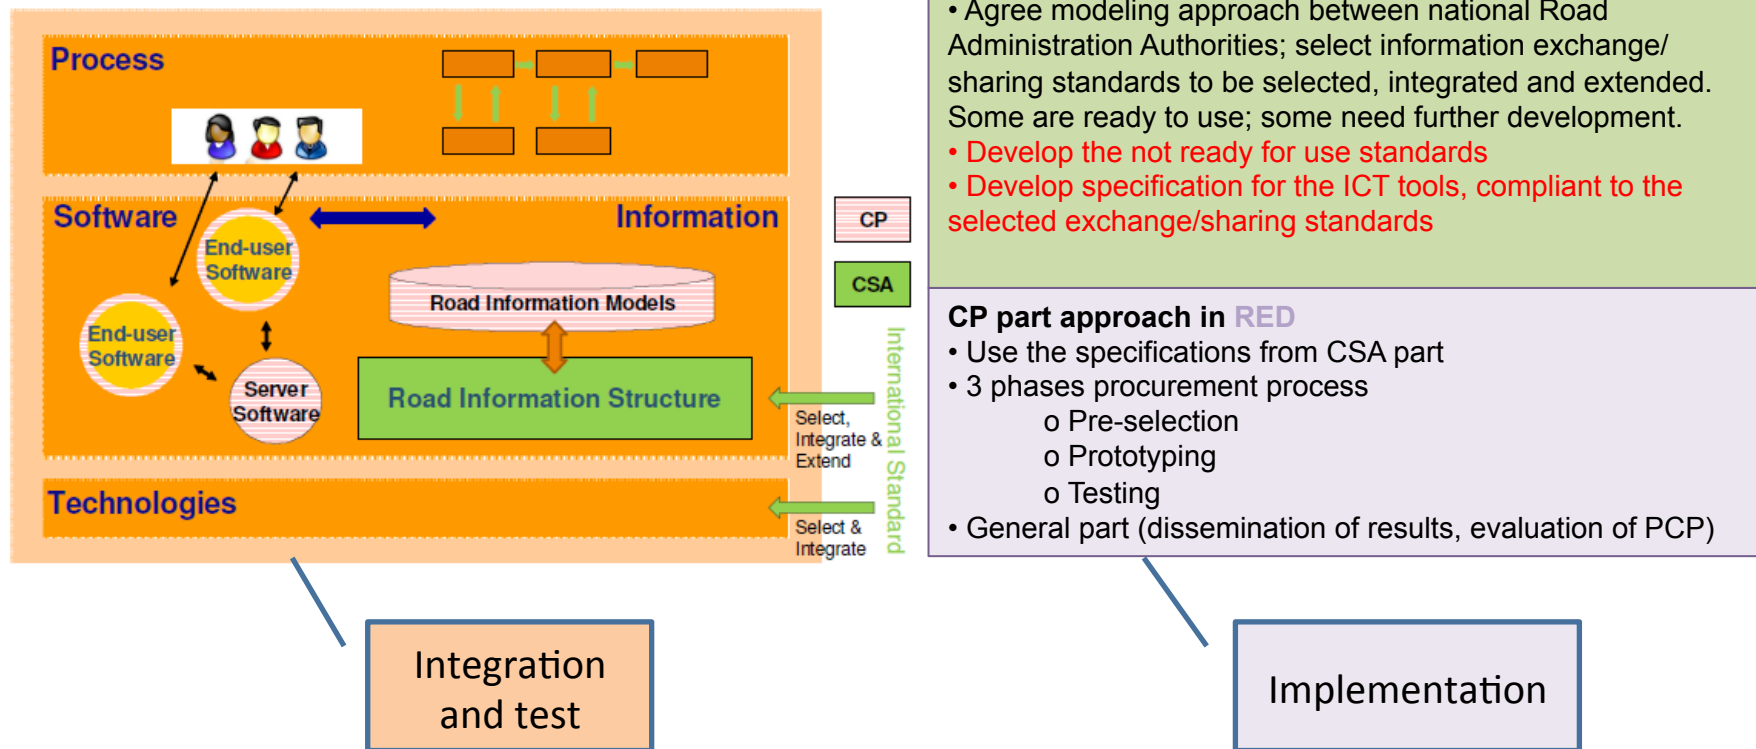 Process
Software
Information
End-user
Software
End-user
Software
Server
Software
Road Information Models
Road Information Structure
Technologies
CP
CSA
International Standard
Select,
Integrate &
Extend
Select &
Integrate
• Agree modeling approach between national Road
Administration Authorities; select information exchange/
sharing standards to be selected, integrated and extended.
Some are ready to use; some need further development.
• Develop the not ready for use standards
• Develop specification for the ICT tools, compliant to the
selected exchange/sharing standards
CP part approach in RED
• Use the specifications from CSA part
• 3 phases procurement process
o Pre-selection
o Prototyping
o Testing
• General part (dissemination of results, evaluation of PCP)
Integration
and test
Implementation